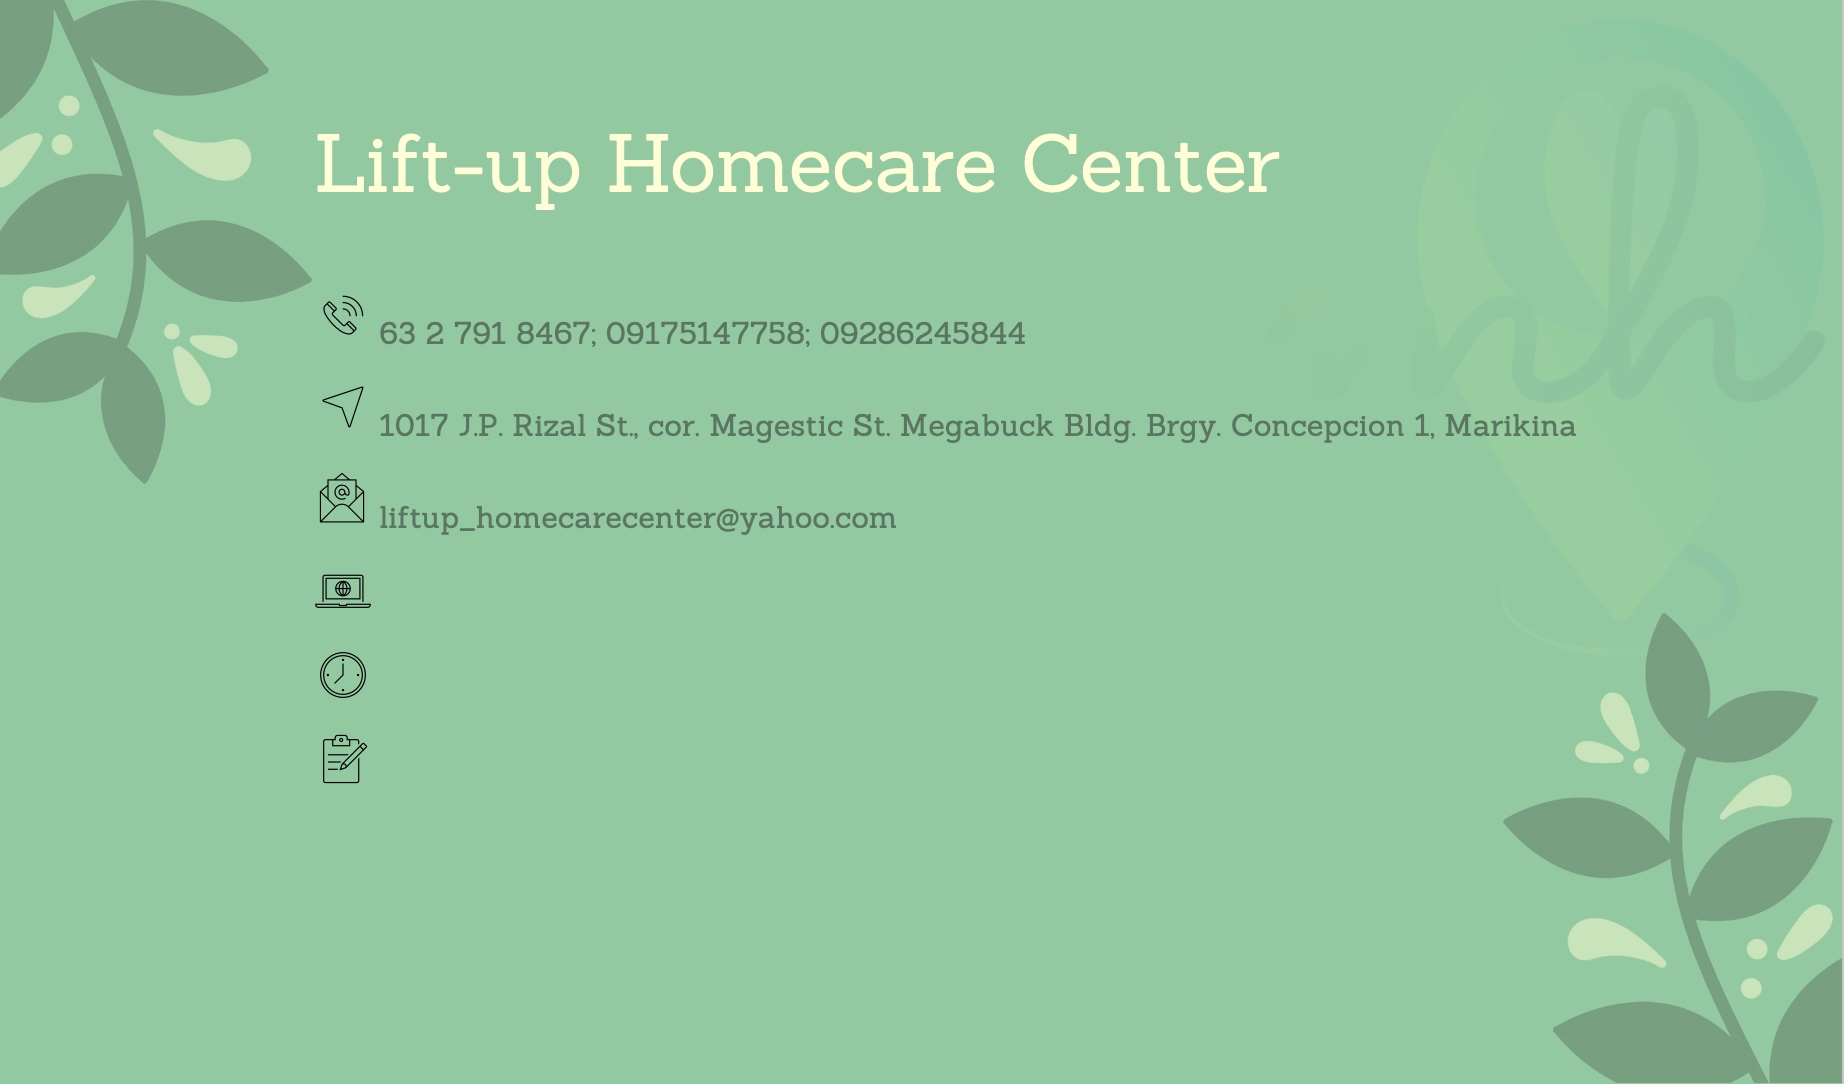 Lift-up Homecare Center
63 2 791 8467; 09175147758; 09286245844
1017 J.P. Rizal St., cor. Magestic St. Megabuck Bldg. Brgy. Concepcion 1, Marikina
liftup_homecarecenter@yahoo.com